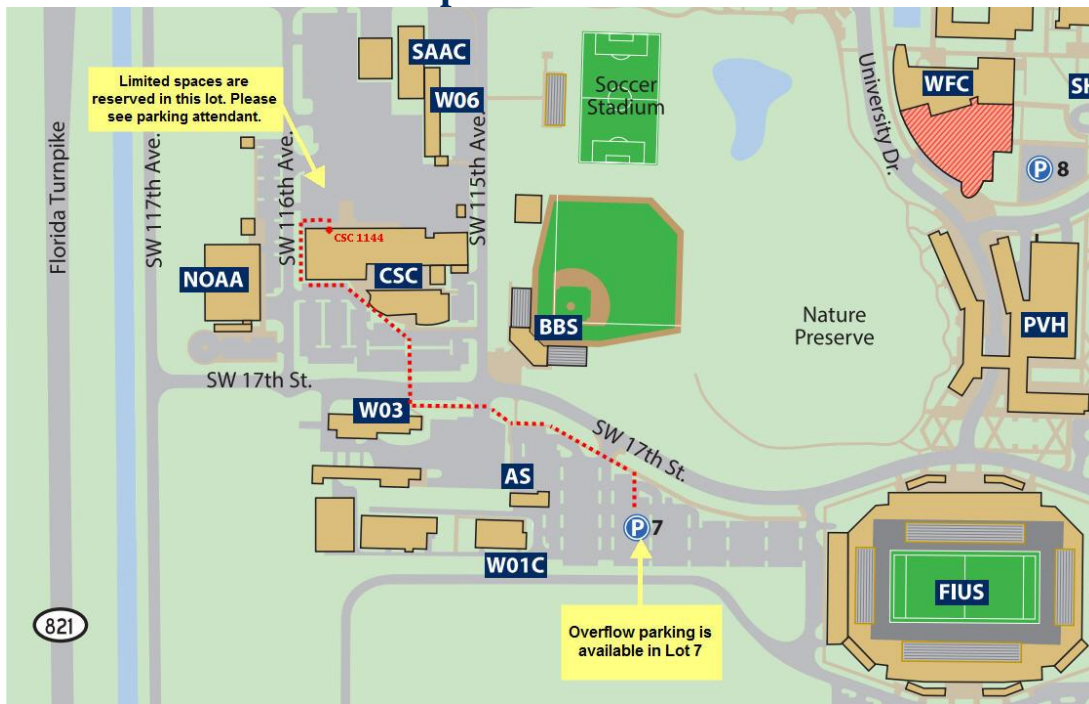 SAAC
Limited spaces are
reserved in this lot. Please
see parking attendant.
W06
Soccer
Stadium
University Dr.
WFC
P 8
Florida Turnpike
SW 117th Ave.
SW 116th Ave.
SW 115th Ave.
CSC 1144
NOAA
CSC
BBS
Nature
Preserve
PVH
SW 17th St.
W03
SW 17th St.
AS
P 7
W01C
FIUS
821
Overflow parking is
available in Lot 7